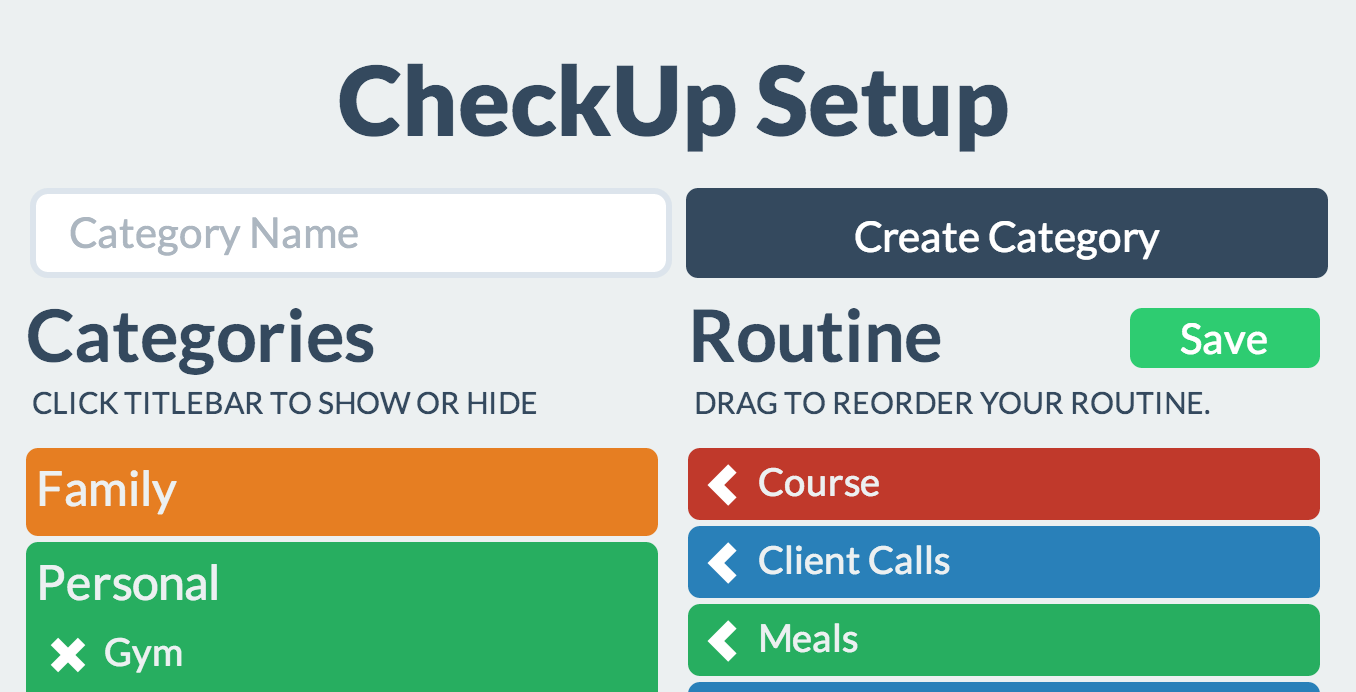 CheckUp Setup
Category Name
Create Category
Categories
Routine
Save
CLICK TITLEBAR TO SHOW OR HIDE
DRAG TO REORDER YOUR ROUTINE.
Family
Personal
Gym
Course
Client Calls
Meals